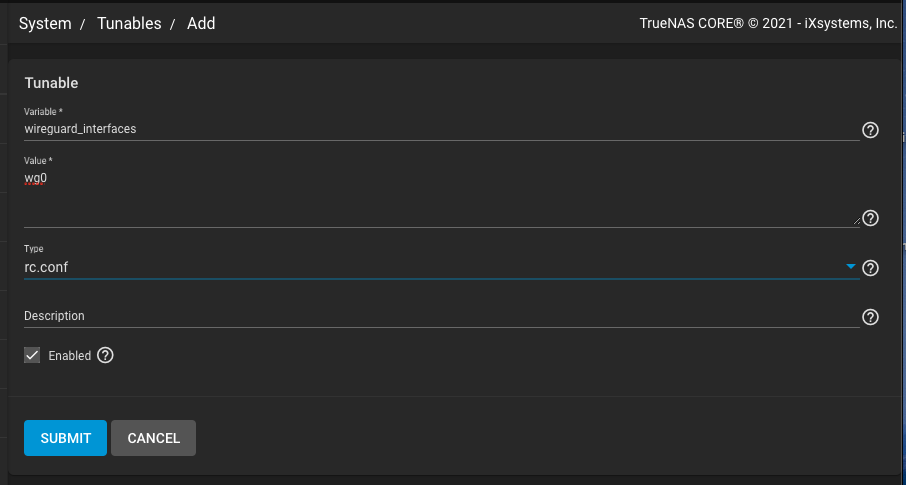 System / Tunables / Add
TrueNAS CORE® © 2021 - iXsystems, Inc.
Tunable
Variable *
wireguard_interfaces
Value *
wg0
Type
rc.conf
Description
Enabled
SUBMIT
CANCEL